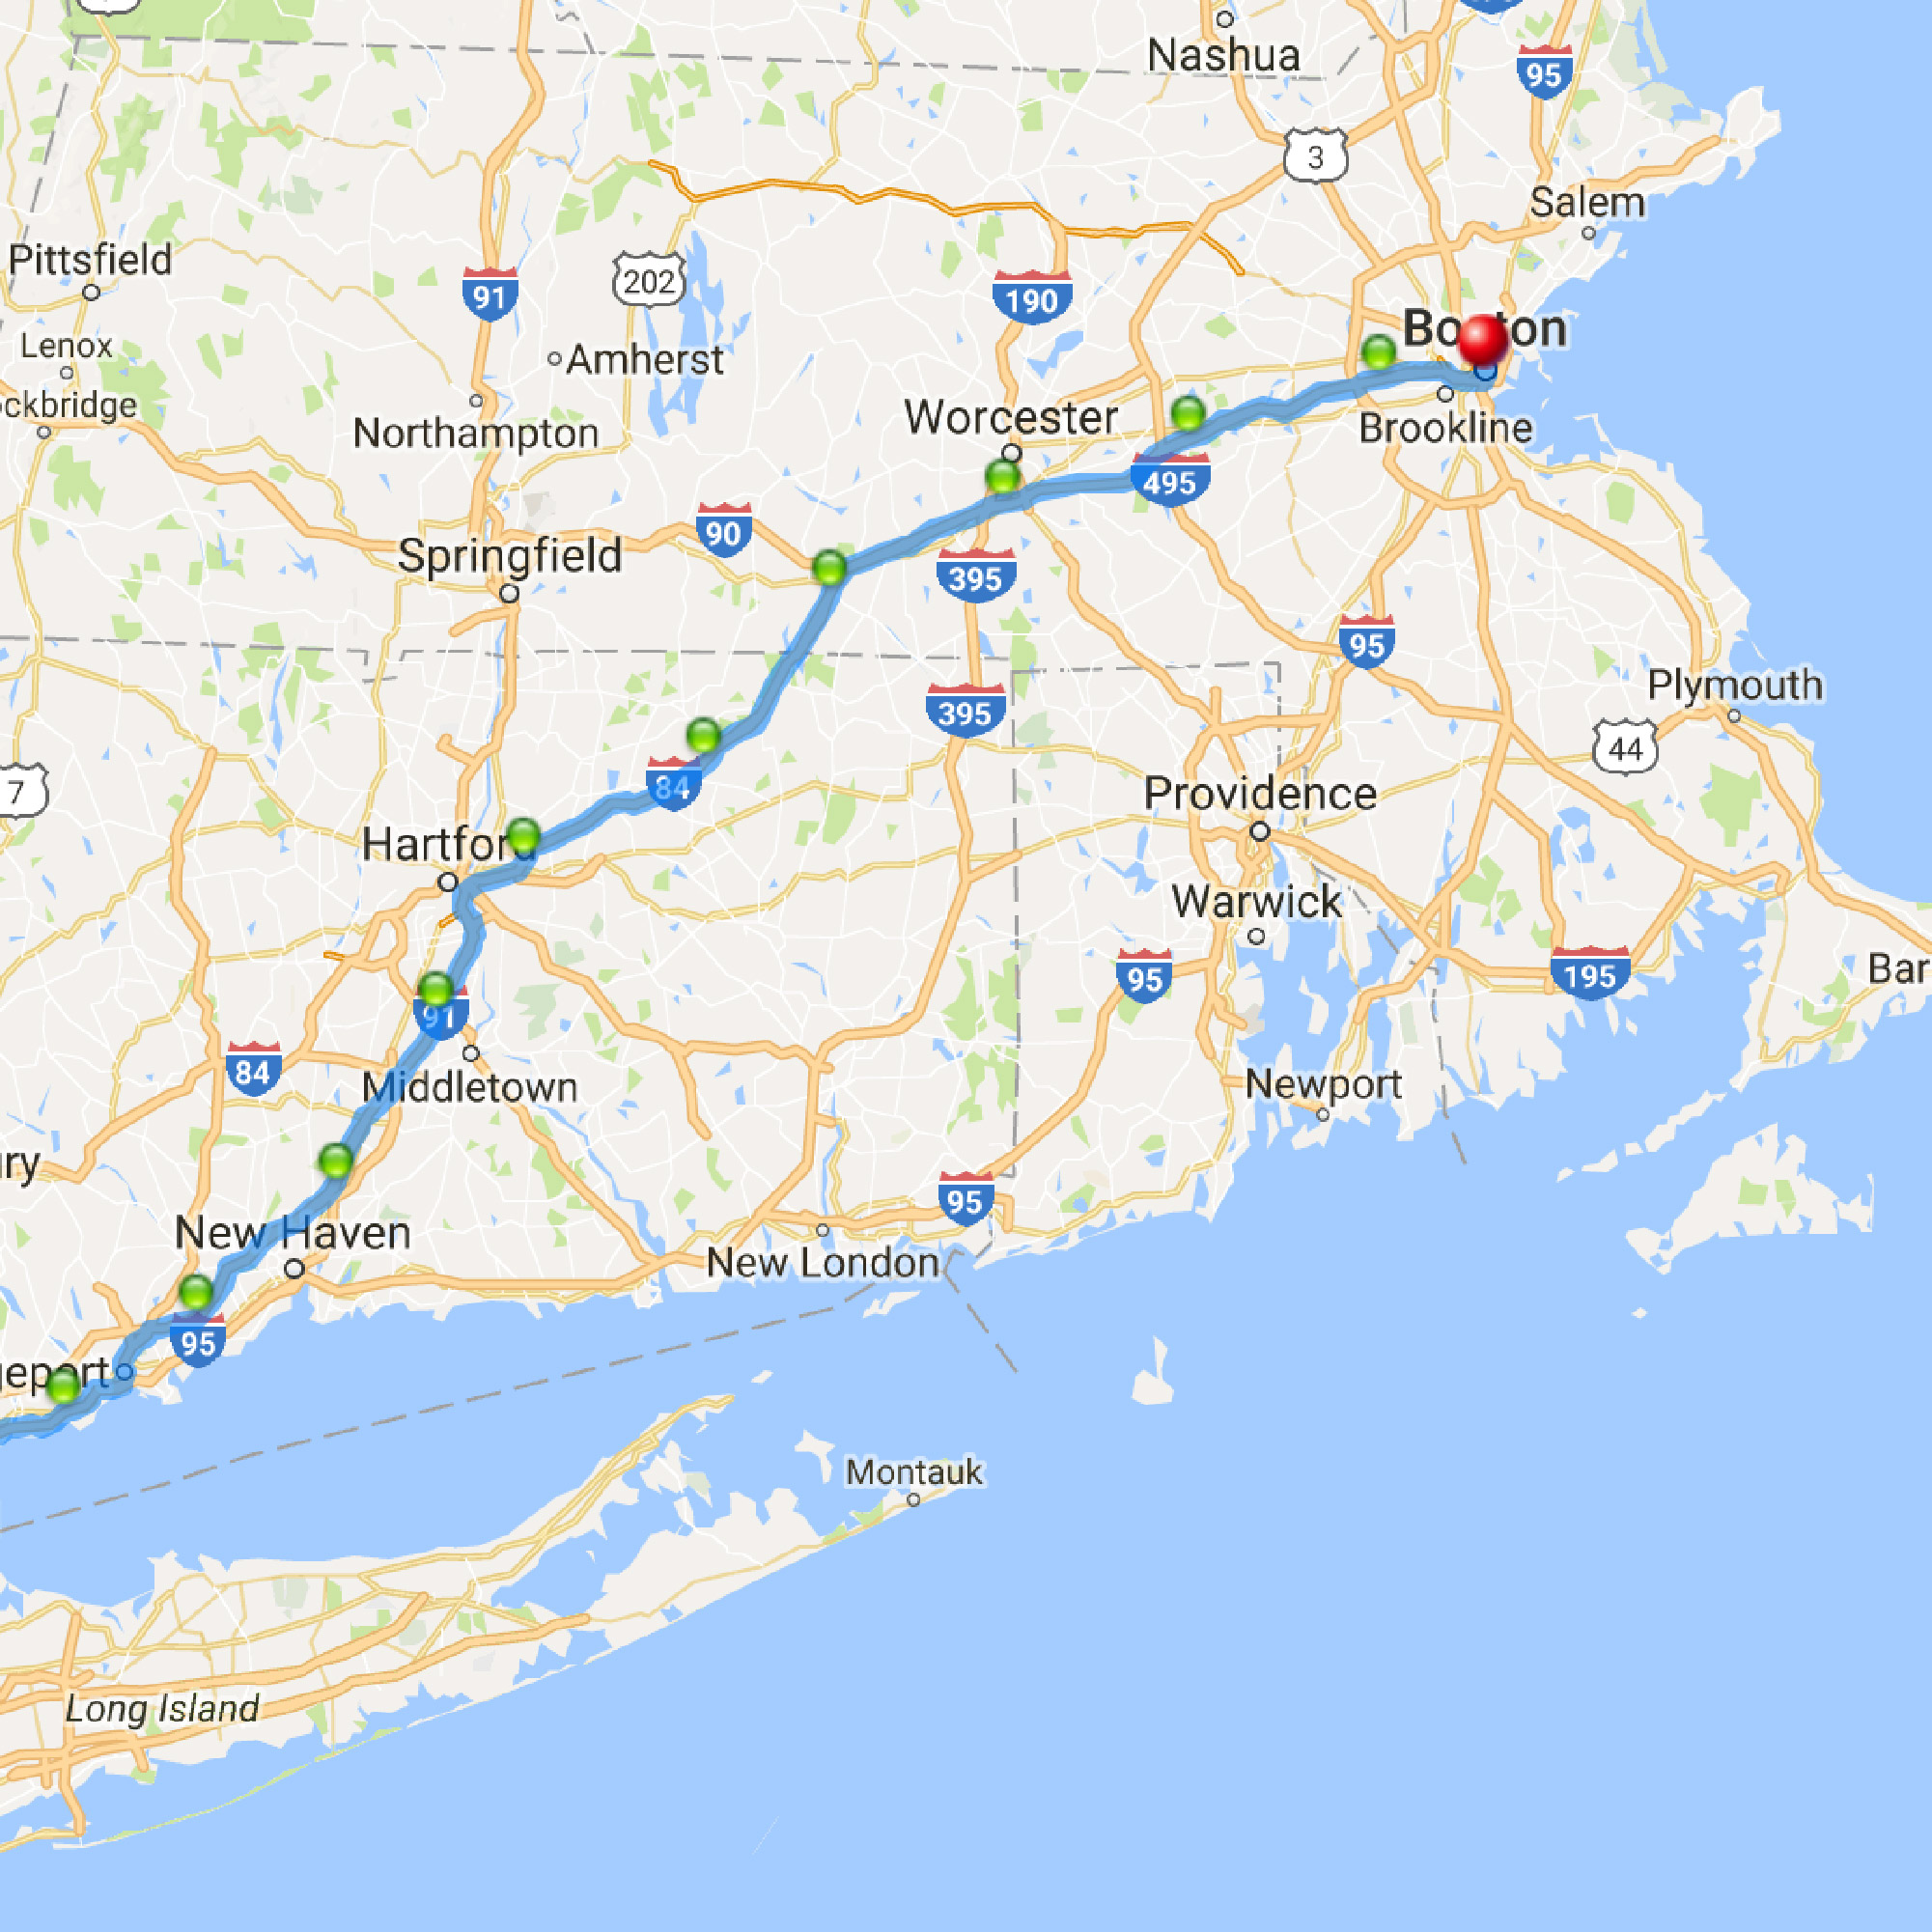 Nashua
95
3
Salem
Pittsfield
202
91
190
Boston
Lenox
Amherst
ckbridge
Worcester
Brookline
Northampton
495
90
Springfield
395
95
Plymouth
395
44
7
84
Providence
Hartford
Warwick
95
195
Bar
91
84
Middletown
Newport
ry
95
New Haven
New London
95
geport
Montauk
Long Island